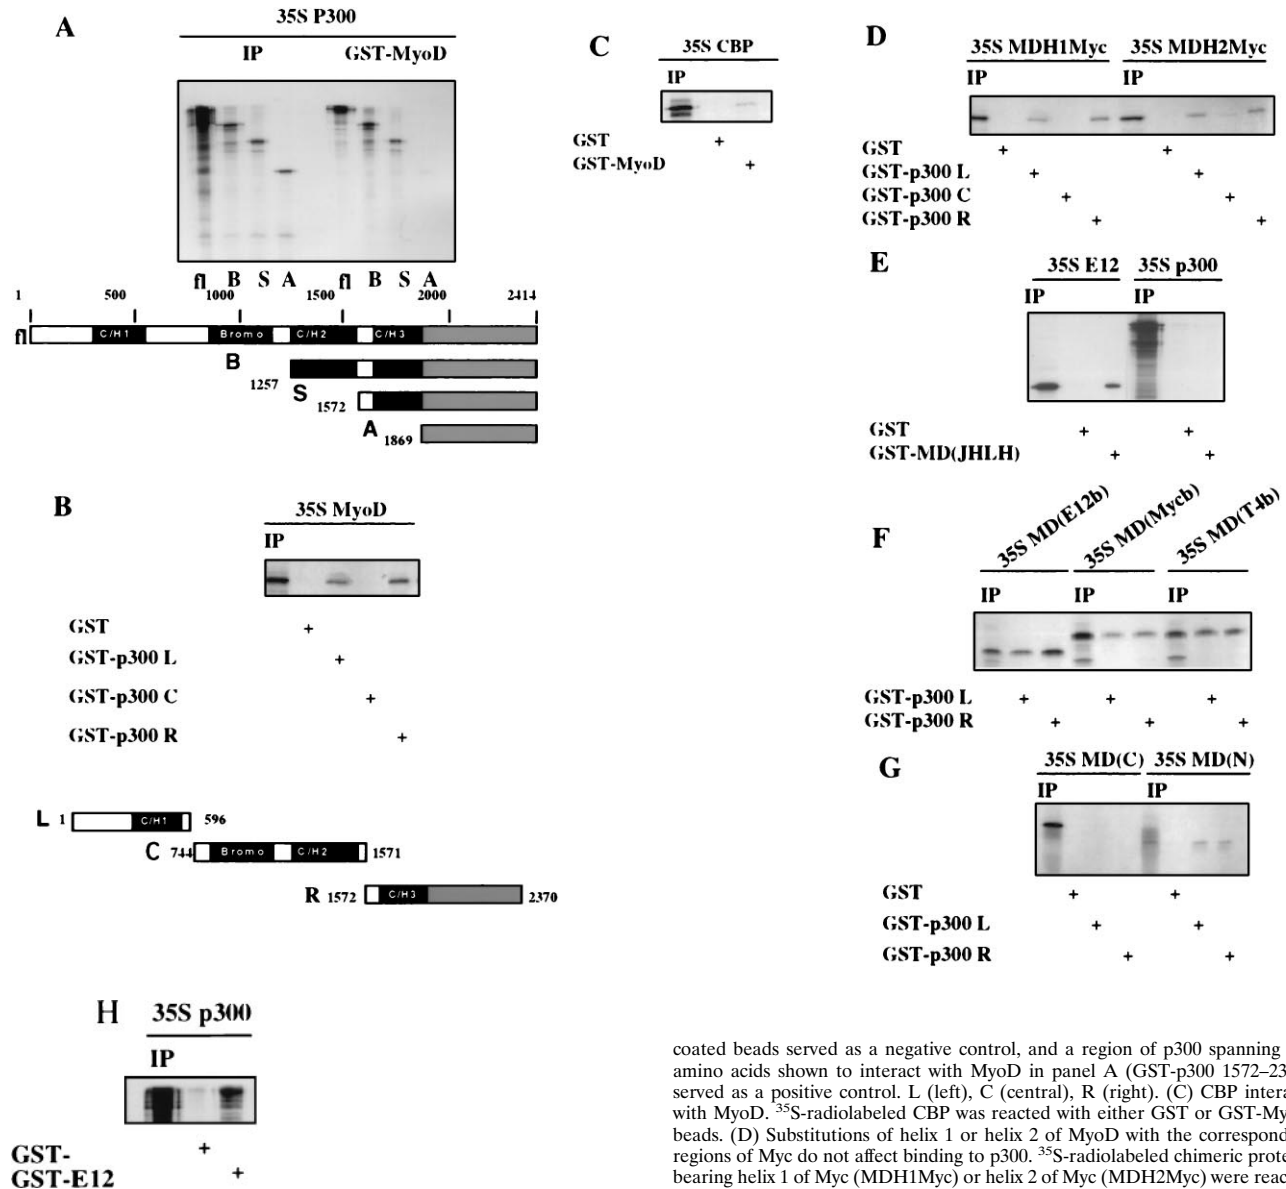 A
35S P300
IP GST-MyoD
fl B S A fl B S A
1 500 1000 1500 2000 2414
fl C/H1 Bromo C/H2 C/H3
B 1257
S 1572
A 1869
B
35S MyoD
IP
GST +
GST-p300 L +
GST-p300 C +
GST-p300 R +
L 1 C/H1 596
C 744 Bromo C/H2 1571
R 1572 C/H3 2370
H
35S p300
IP
GST- +
GST-E12 +
C
35S CBP
IP
GST +
GST-MyoD +
D
35S MDH1Myc 35S MDH2Myc
IP IP
GST + +
GST-p300 L + +
GST-p300 C + +
GST-p300 R + +
E
35S E12 35S p300
IP IP
GST + +
GST-MD(JHLH) + +
F
35S MD(E12b) 35S MD(Mycb) 35S MD(T4b)
IP IP IP
GST-p300 L + + +
GST-p300 R + + +
G
35S MD(C) 35S MD(N)
IP IP
GST + +
GST-p300 L + +
GST-p300 R + +
coated beads served as a negative control, and a region of p300 spanning
amino acids shown to interact with MyoD in panel A (GST-p300 1572–23
served as a positive control. L (left), C (central), R (right). (C) CBP intera
with MyoD. ³⁵S-radiolabeled CBP was reacted with either GST or GST-My
beads. (D) Substitutions of helix 1 or helix 2 of MyoD with the correspond
regions of Myc do not affect binding to p300. ³⁵S-radiolabeled chimeric prote
bearing helix 1 of Myc (MDH1Myc) or helix 2 of Myc (MDH2Myc) were reac